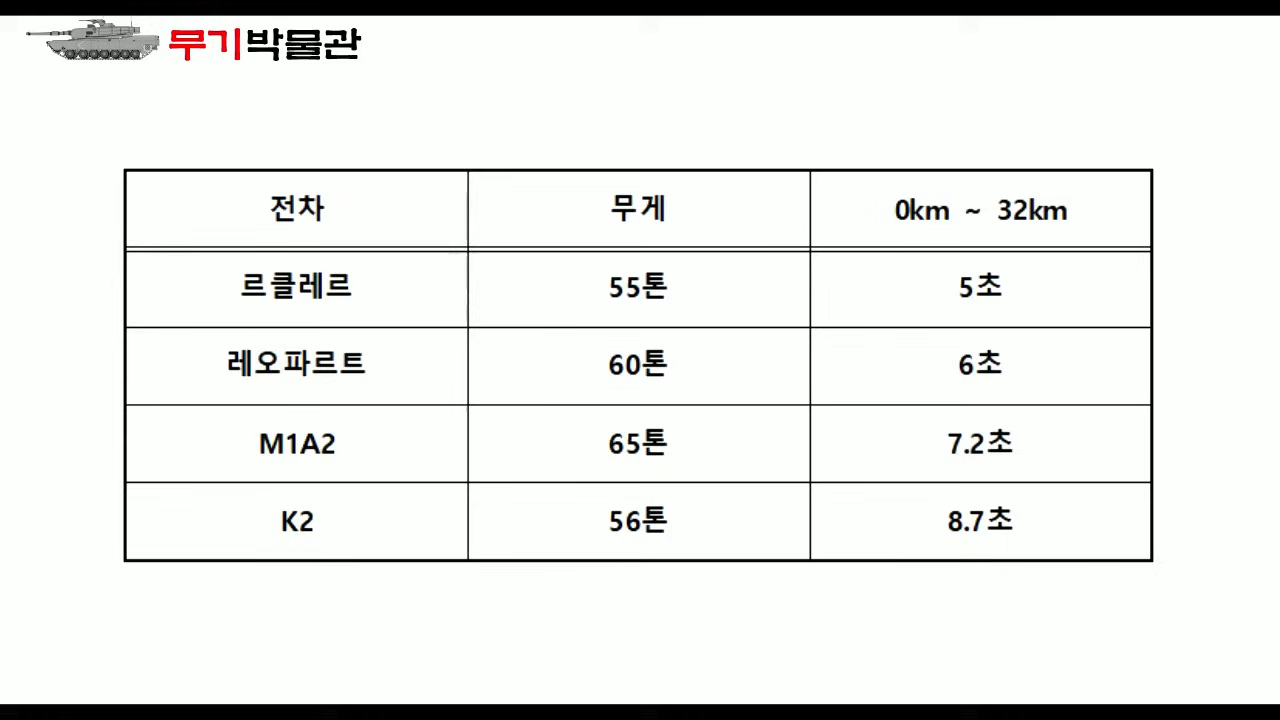 무기박물관
전차 무게 0km ~ 32km
르클레르 55톤 5초
레오파르트 60톤 6초
M1A2 65톤 7.2초
K2 56톤 8.7초